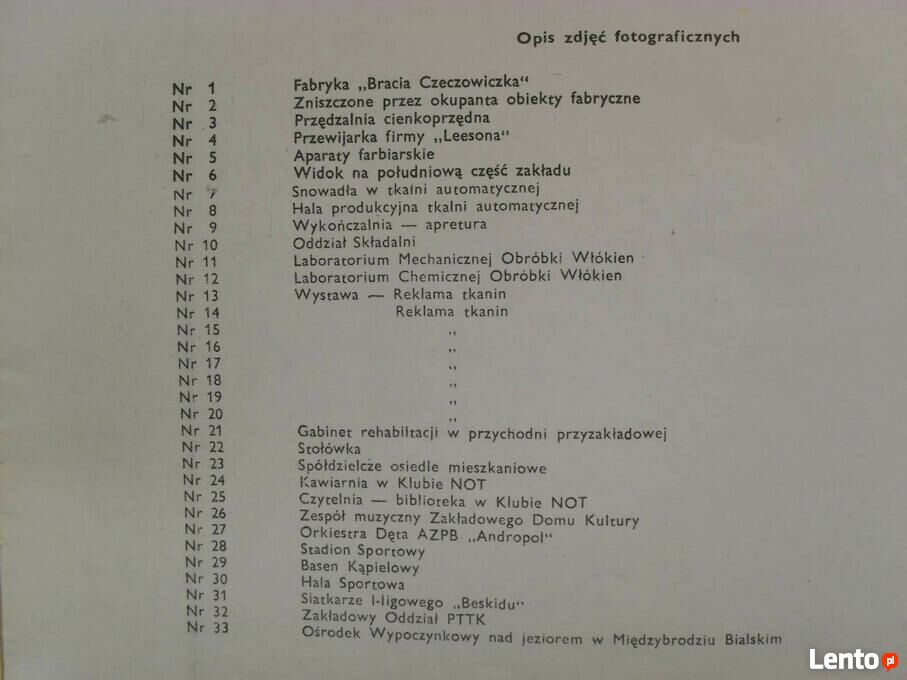 Opis zdjęć fotograficznych
Nr 1 Fabryka „Bracia Czeczowiczka"
Nr 2 Zniszczone przez okupanta obiekty fabryczne
Nr 3 Przędzalnia cienkoprzędna
Nr 4 Przewijarka firmy „Leesona"
Nr 5 Aparaty farbiarskie
Nr 6 Widok na południową część zakładu
Nr 7 Snowadła w tkalni automatycznej
Nr 8 Hala produkcyjna tkalni automatycznej
Nr 9 Wykończalnia — apretura
Nr 10 Oddział Składalni
Nr 11 Laboratorium Mechanicznej Obróbki Włókien
Nr 12 Laboratorium Chemicznej Obróbki Włókien
Nr 13 Wystawa — Reklama tkanin
Nr 14 Reklama tkanin
Nr 15 „
Nr 16 „
Nr 17 „
Nr 18 „
Nr 19 „
Nr 20 „
Nr 21 Gabinet rehabiltacji w przychodni przyzakładowej
Nr 22 Stołówka
Nr 23 Spółdzielcze osiedle mieszkaniowe
Nr 24 Kawiarnia w Klubie NOT
Nr 25 Czytelnia — biblioteka w Klubie NOT
Nr 26 Zespół muzyczny Zakładowego Domu Kultury
Nr 27 Orkiestra Dęta AZPB „Andropol"
Nr 28 Stadion Sportowy
Nr 29 Basen Kąpielowy
Nr 30 Hala Sportowa
Nr 31 Siatkarze I-ligowego „Beskidu"
Nr 32 Zakładowy Oddział PTTK
Nr 33 Ośrodek Wypoczynkowy nad jeziorem w Międzybrodziu Bialskim
Lento.pl